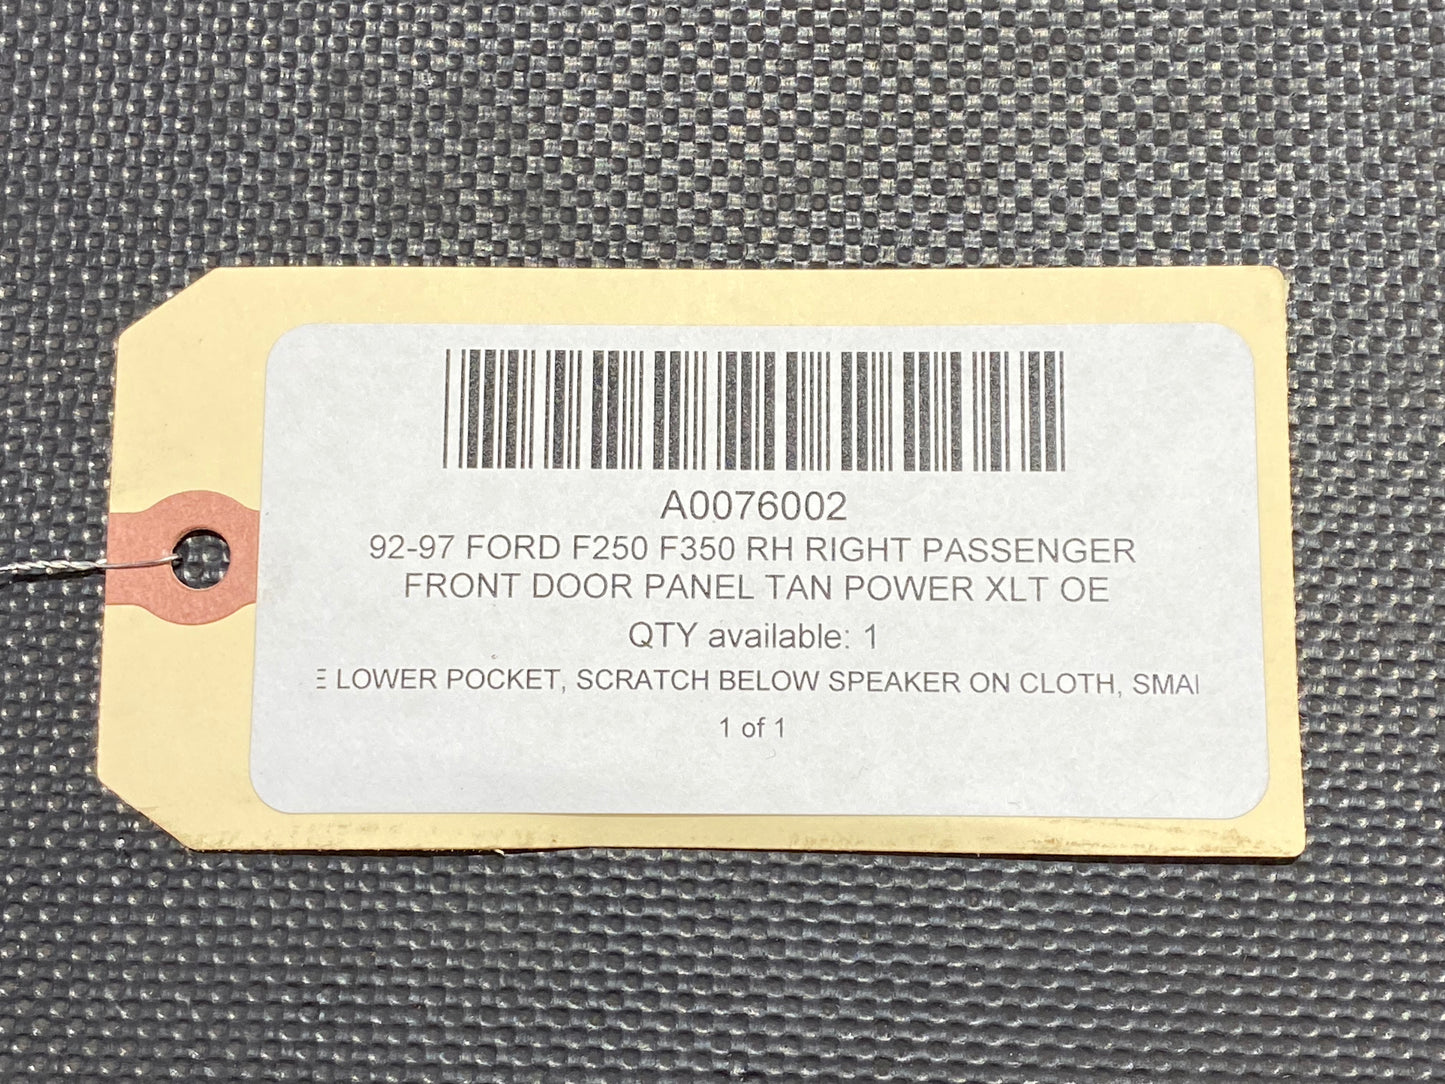 A0076002
92-97 FORD F250 F350 RH RIGHT PASSENGER
FRONT DOOR PANEL TAN POWER XLT OE
QTY available: 1
LOWER POCKET, SCRATCH BELOW SPEAKER ON CLOTH,
1 of 1